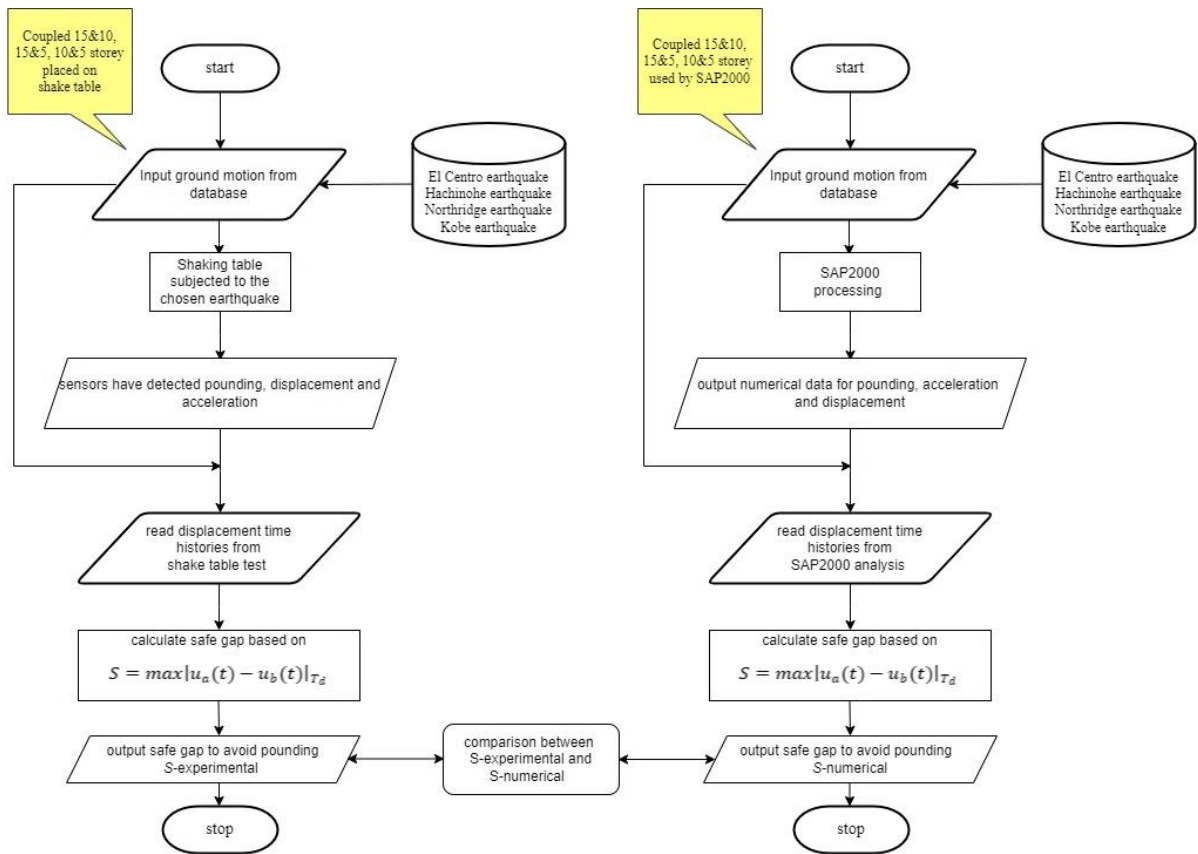 Coupled 15&10,
15&5, 10&5 storey
placed on
shake table
start
Input ground motion from
database
El Centro earthquake
Hachinohe earthquake
Northridge earthquake
Kobe earthquake
Shaking table
subjected to the
chosen earthquake
sensors have detected pounding, displacement and
acceleration
read displacement time
histories from
shake table test
calculate safe gap based on
S = max|u_a(t) − u_b(t)|_{T_d}
output safe gap to avoid pounding
S-experimental
stop
comparison between
S-experimental and
S-numerical
Coupled 15&10,
15&5, 10&5 storey
used by SAP2000
start
Input ground motion from
database
El Centro earthquake
Hachinohe earthquake
Northridge earthquake
Kobe earthquake
SAP2000
processing
output numerical data for pounding, acceleration
and displacement
read displacement time
histories from
SAP2000 analysis
calculate safe gap based on
S = max|u_a(t) − u_b(t)|_{T_d}
output safe gap to avoid pounding
S-numerical
stop